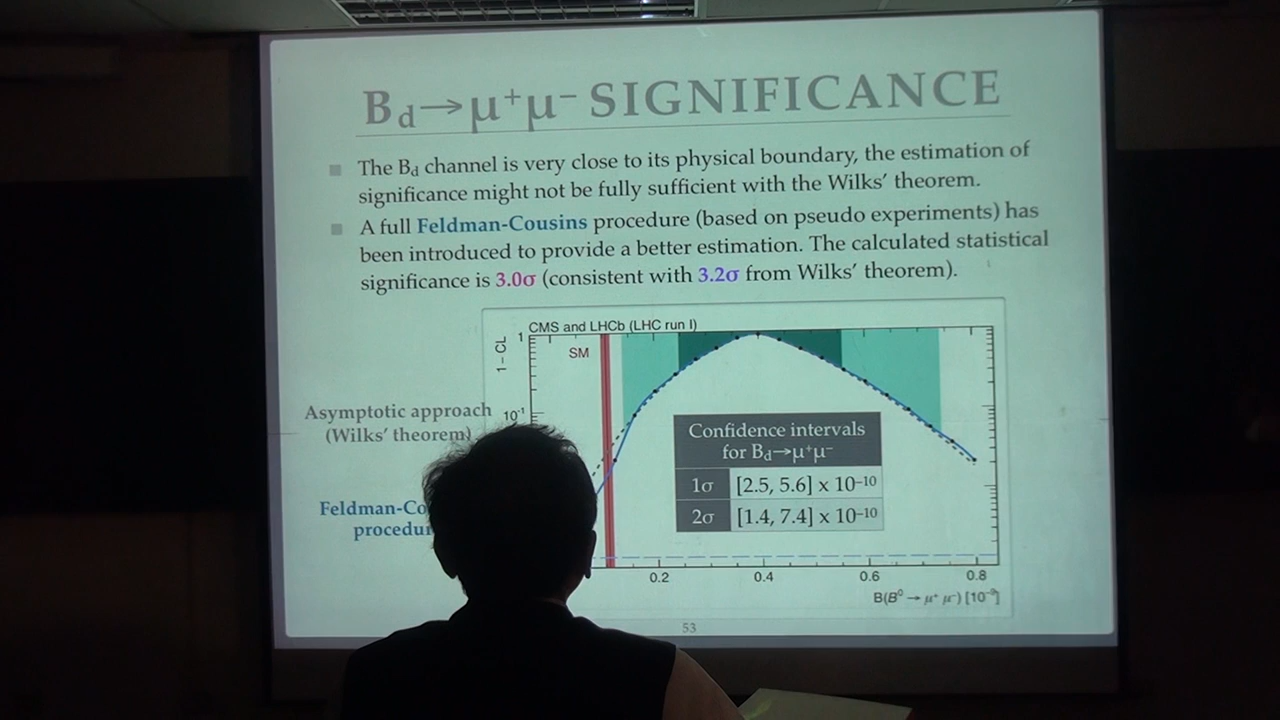 Bd→μ⁺μ⁻ SIGNIFICANCE
The Bd channel is very close to its physical boundary, the estimation of
significance might not be fully sufficient with the Wilks' theorem.
A full Feldman-Cousins procedure (based on pseudo experiments) has
been introduced to provide a better estimation. The calculated statistical
significance is 3.0σ (consistent with 3.2σ from Wilks' theorem).
CMS and LHCb (LHC run I)
1 − CL
1
SM
10⁻¹
Asymptotic approach
(Wilks' theorem)
Confidence intervals
for Bd→μ⁺μ⁻
1σ [2.5, 5.6] x 10⁻¹⁰
2σ [1.4, 7.4] x 10⁻¹⁰
Feldman-Co
procedu
0.2 0.4 0.6 0.8
B(B⁰ → μ⁺ μ⁻) [10⁻⁹]
53